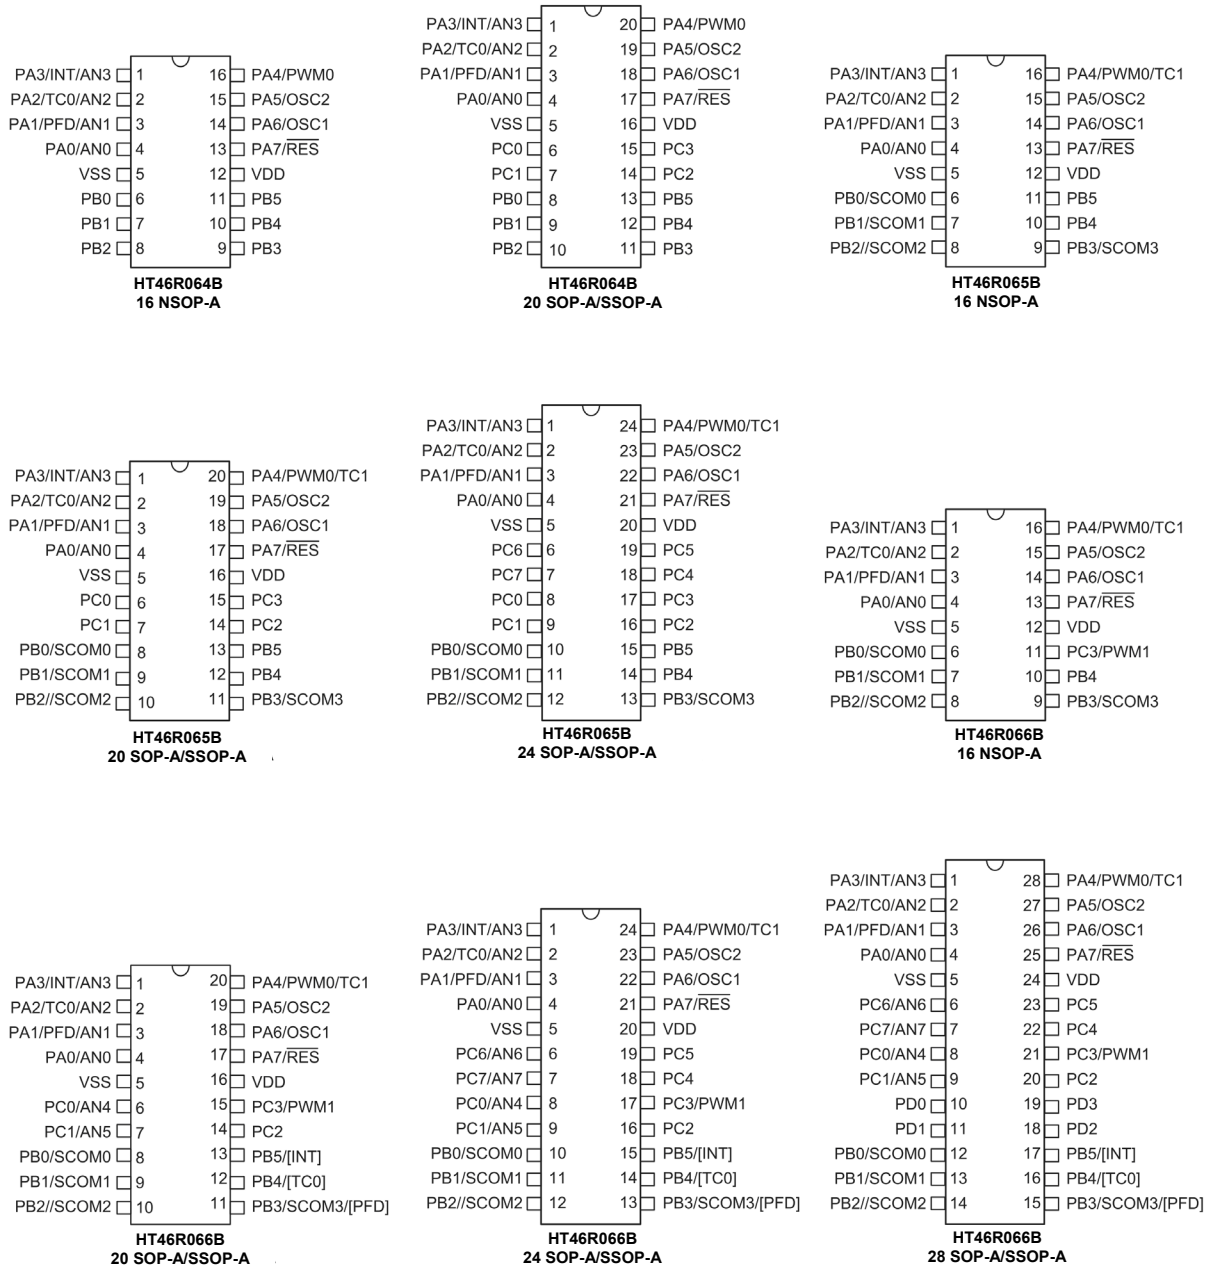 PA3/INT/AN3 1 16 PA4/PWM0
PA2/TC0/AN2 2 15 PA5/OSC2
PA1/PFD/AN1 3 14 PA6/OSC1
PA0/AN0 4 13 PA7/RES
VSS 5 12 VDD
PB0 6 11 PB5
PB1 7 10 PB4
PB2 8 9 PB3
HT46R064B
16 NSOP-A
PA3/INT/AN3 1 20 PA4/PWM0
PA2/TC0/AN2 2 19 PA5/OSC2
PA1/PFD/AN1 3 18 PA6/OSC1
PA0/AN0 4 17 PA7/RES
VSS 5 16 VDD
PC0 6 15 PC3
PC1 7 14 PC2
PB0 8 13 PB5
PB1 9 12 PB4
PB2 10 11 PB3
HT46R064B
20 SOP-A/SSOP-A
PA3/INT/AN3 1 16 PA4/PWM0/TC1
PA2/TC0/AN2 2 15 PA5/OSC2
PA1/PFD/AN1 3 14 PA6/OSC1
PA0/AN0 4 13 PA7/RES
VSS 5 12 VDD
PB0/SCOM0 6 11 PB5
PB1/SCOM1 7 10 PB4
PB2//SCOM2 8 9 PB3/SCOM3
HT46R065B
16 NSOP-A
PA3/INT/AN3 1 20 PA4/PWM0/TC1
PA2/TC0/AN2 2 19 PA5/OSC2
PA1/PFD/AN1 3 18 PA6/OSC1
PA0/AN0 4 17 PA7/RES
VSS 5 16 VDD
PC0 6 15 PC3
PC1 7 14 PC2
PB0/SCOM0 8 13 PB5
PB1/SCOM1 9 12 PB4
PB2//SCOM2 10 11 PB3/SCOM3
HT46R065B
20 SOP-A/SSOP-A
PA3/INT/AN3 1 24 PA4/PWM0/TC1
PA2/TC0/AN2 2 23 PA5/OSC2
PA1/PFD/AN1 3 22 PA6/OSC1
PA0/AN0 4 21 PA7/RES
VSS 5 20 VDD
PC6 6 19 PC5
PC7 7 18 PC4
PC0 8 17 PC3
PC1 9 16 PC2
PB0/SCOM0 10 15 PB5
PB1/SCOM1 11 14 PB4
PB2//SCOM2 12 13 PB3/SCOM3
HT46R065B
24 SOP-A/SSOP-A
PA3/INT/AN3 1 16 PA4/PWM0/TC1
PA2/TC0/AN2 2 15 PA5/OSC2
PA1/PFD/AN1 3 14 PA6/OSC1
PA0/AN0 4 13 PA7/RES
VSS 5 12 VDD
PB0/SCOM0 6 11 PC3/PWM1
PB1/SCOM1 7 10 PB4
PB2//SCOM2 8 9 PB3/SCOM3
HT46R066B
16 NSOP-A
PA3/INT/AN3 1 20 PA4/PWM0/TC1
PA2/TC0/AN2 2 19 PA5/OSC2
PA1/PFD/AN1 3 18 PA6/OSC1
PA0/AN0 4 17 PA7/RES
VSS 5 16 VDD
PC0/AN4 6 15 PC3/PWM1
PC1/AN5 7 14 PC2
PB0/SCOM0 8 13 PB5/[INT]
PB1/SCOM1 9 12 PB4/[TC0]
PB2//SCOM2 10 11 PB3/SCOM3/[PFD]
HT46R066B
20 SOP-A/SSOP-A
PA3/INT/AN3 1 24 PA4/PWM0/TC1
PA2/TC0/AN2 2 23 PA5/OSC2
PA1/PFD/AN1 3 22 PA6/OSC1
PA0/AN0 4 21 PA7/RES
VSS 5 20 VDD
PC6/AN6 6 19 PC5
PC7/AN7 7 18 PC4
PC0/AN4 8 17 PC3/PWM1
PC1/AN5 9 16 PC2
PB0/SCOM0 10 15 PB5/[INT]
PB1/SCOM1 11 14 PB4/[TC0]
PB2//SCOM2 12 13 PB3/SCOM3/[PFD]
HT46R066B
24 SOP-A/SSOP-A
PA3/INT/AN3 1 28 PA4/PWM0/TC1
PA2/TC0/AN2 2 27 PA5/OSC2
PA1/PFD/AN1 3 26 PA6/OSC1
PA0/AN0 4 25 PA7/RES
VSS 5 24 VDD
PC6/AN6 6 23 PC5
PC7/AN7 7 22 PC4
PC0/AN4 8 21 PC3/PWM1
PC1/AN5 9 20 PC2
PD0 10 19 PD3
PD1 11 18 PD2
PB0/SCOM0 12 17 PB5/[INT]
PB1/SCOM1 13 16 PB4/[TC0]
PB2//SCOM2 14 15 PB3/SCOM3/[PFD]
HT46R066B
28 SOP-A/SSOP-A